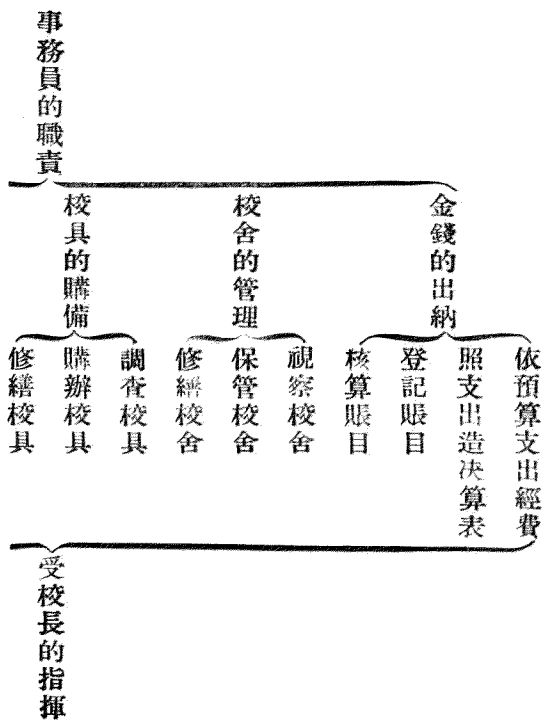 事務員的職責
金錢的出納
依預算支出經費
照支出造決算表
登記賬目
核算賬目
校舍的管理
視察校舍
保管校舍
修繕校舍
校具的購備
調查校具
購辦校具
修繕校具
受校長的指揮